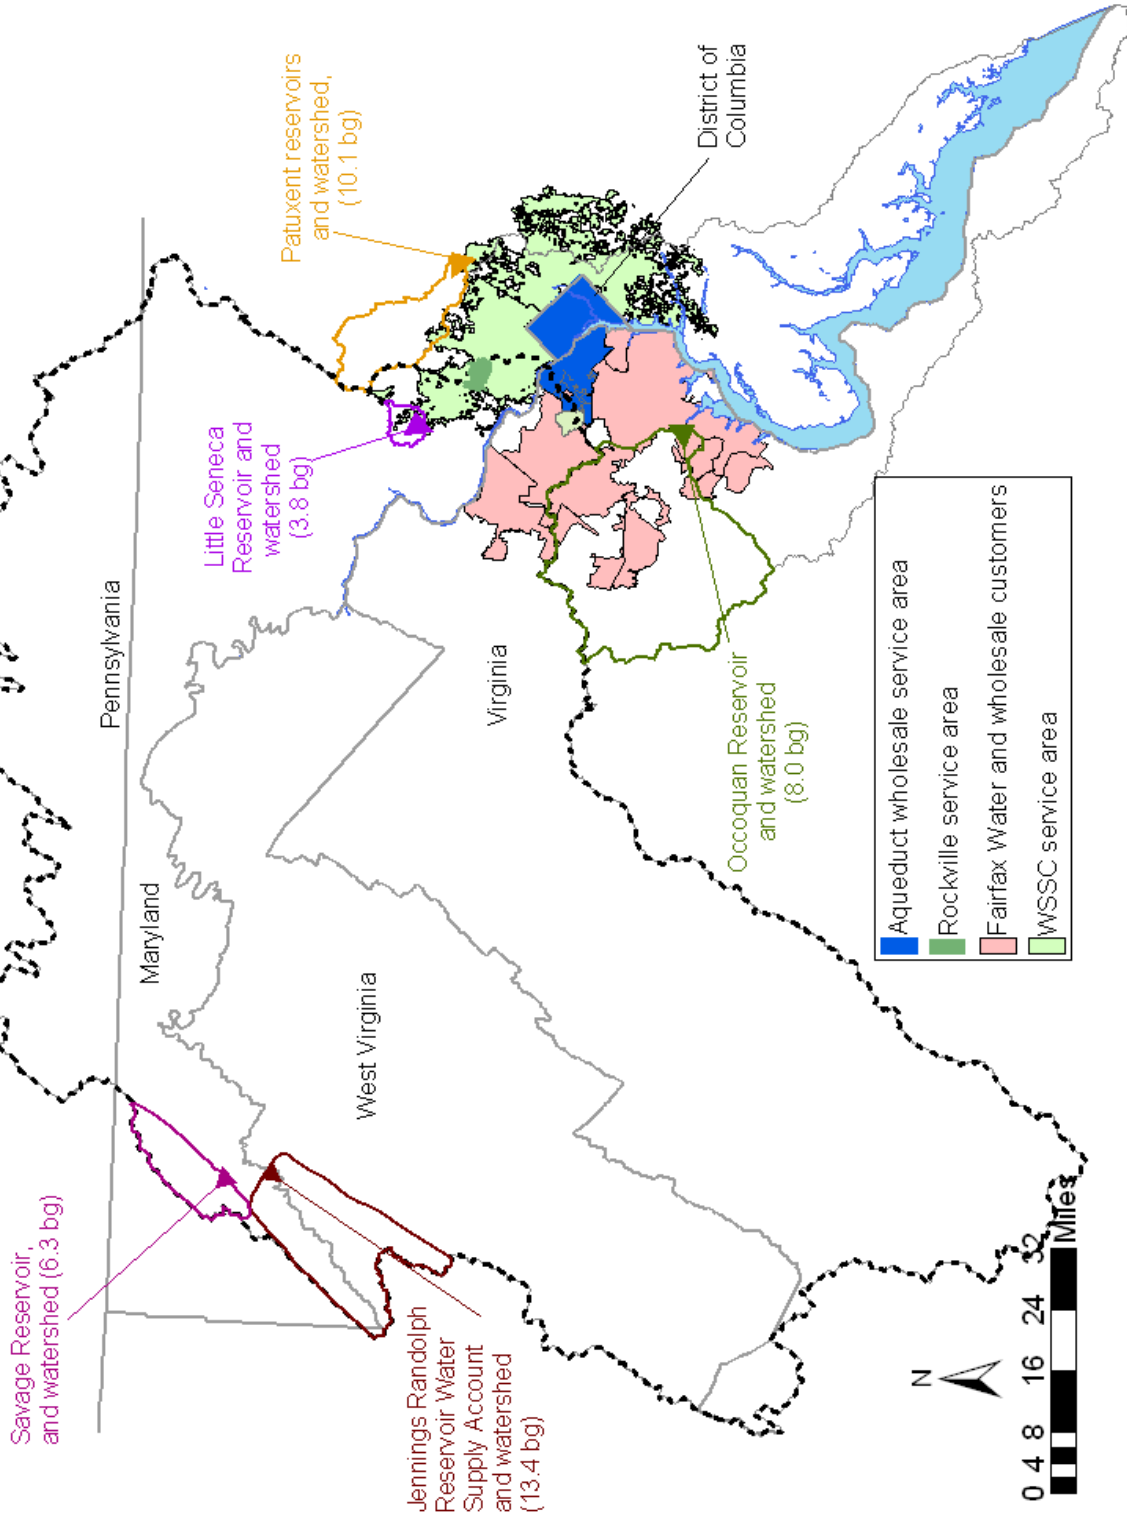 Savage Reservoir,
and watershed (6.3 bg)
Pennsylvania
Maryland
West Virginia
Virginia
Jennings Randolph
Reservoir Water
Supply Account
and watershed
(13.4 bg)
Little Seneca
Reservoir and
watershed
(3.8 bg)
Patuxent reservoirs
and watershed,
(10.1 bg)
District of
Columbia
Occoquan Reservoir
and watershed
(8.0 bg)
Aqueduct wholesale service area
Rockville service area
Fairfax Water and wholesale customers
WSSC service area
N
0 4 8 16 24 32
Miles